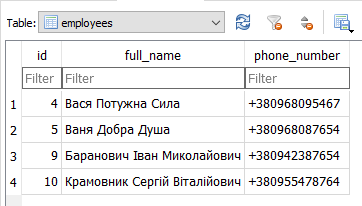 Table: employees
id full_name phone_number
Filter Filter Filter
1 4 Вася Потужна Сила +380968095467
2 5 Ваня Добра Душа +380968087654
3 9 Баранович Іван Миколайович +380942387654
4 10 Крамовник Сергій Віталійович +380955478764